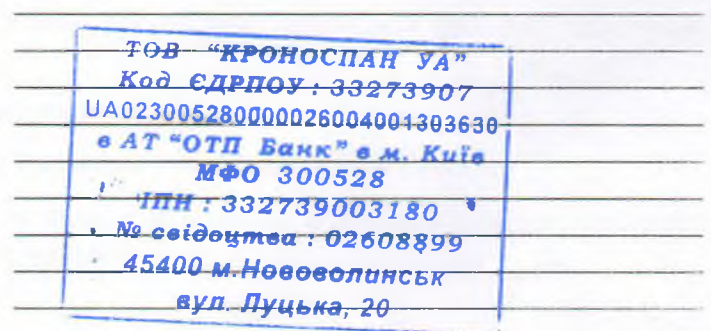 ТОВ "КРОНОСПАН УА"
Код ЄДРПОУ : 33273907
UA023005280000026004001303630
в АТ "ОТП Банк" в м. Київ
МФО 300528
ІПН : 332739003180
№ свідоцтва : 02608899
45400 м.Нововолинськ
вул. Луцька, 20